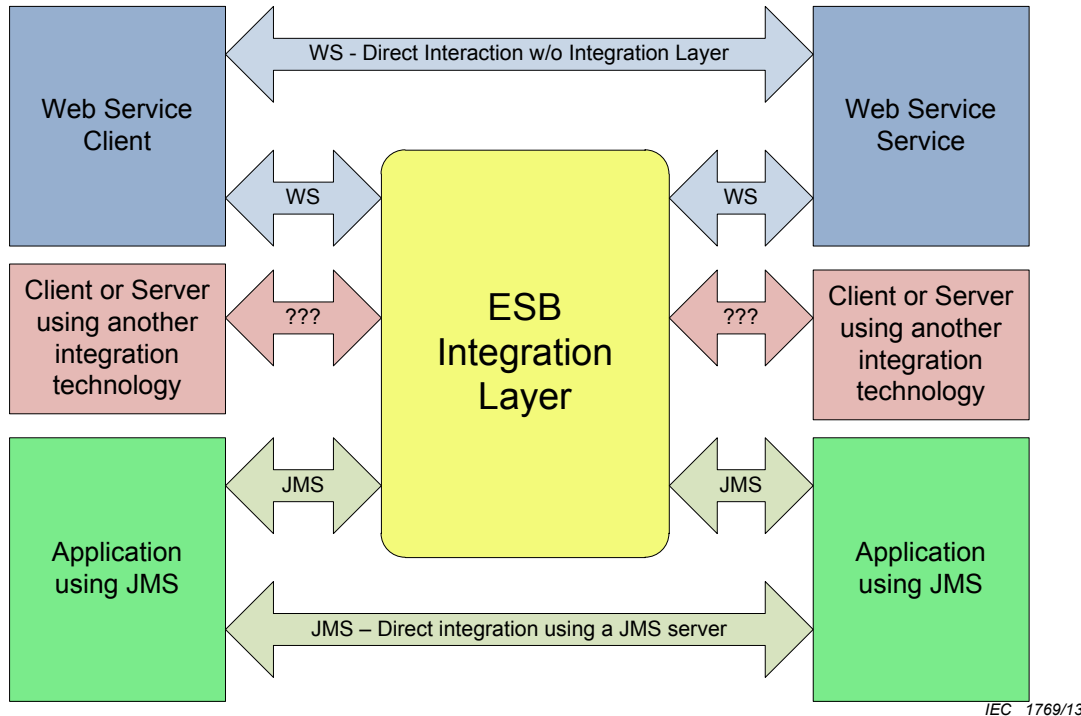 WS - Direct Interaction w/o Integration Layer
Web Service
Client
Web Service
Service
WS
WS
ESB
Integration
Layer
Client or Server
using another
integration
technology
???
???
Client or Server
using another
integration
technology
JMS
JMS
Application
using JMS
Application
using JMS
JMS – Direct integration using a JMS server
IEC 1769/13